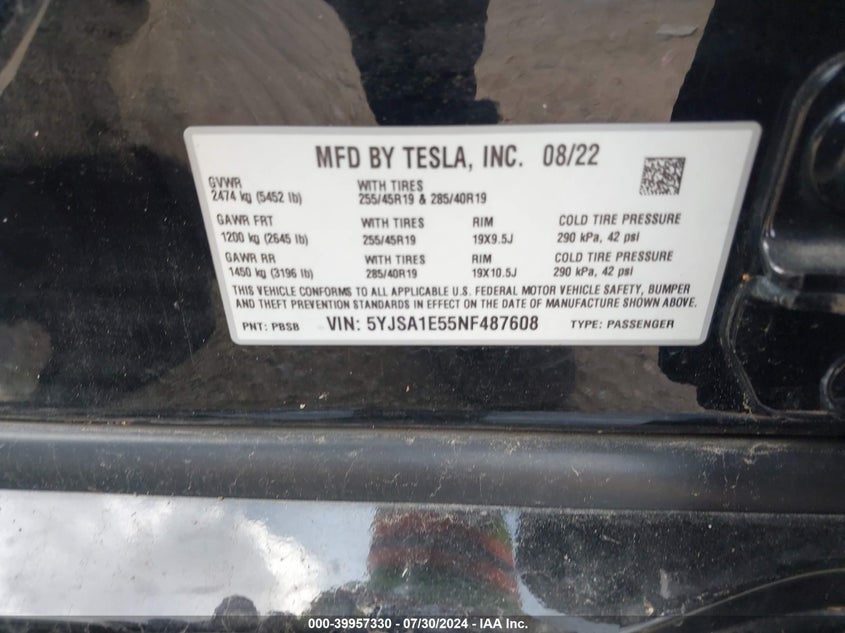 MFD BY TESLA, INC. 08/22
GVWR
2474 kg (5452 lb)
WITH TIRES
255/45R19 & 285/40R19
GAWR FRT
1200 kg (2645 lb)
WITH TIRES
255/45R19
RIM
19X9.5J
COLD TIRE PRESSURE
290 kPa, 42 psi
GAWR RR
1450 kg (3196 lb)
WITH TIRES
285/40R19
RIM
19X10.5J
COLD TIRE PRESSURE
290 kPa, 42 psi
THIS VEHICLE CONFORMS TO ALL APPLICABLE U.S. FEDERAL MOTOR VEHICLE SAFETY, BUMPER
AND THEFT PREVENTION STANDARDS IN EFFECT ON THE DATE OF MANUFACTURE SHOWN ABOVE.
PNT: PBSB VIN: 5YJSA1E55NF487608 TYPE: PASSENGER
000-39957330 - 07/30/2024 - IAA Inc.